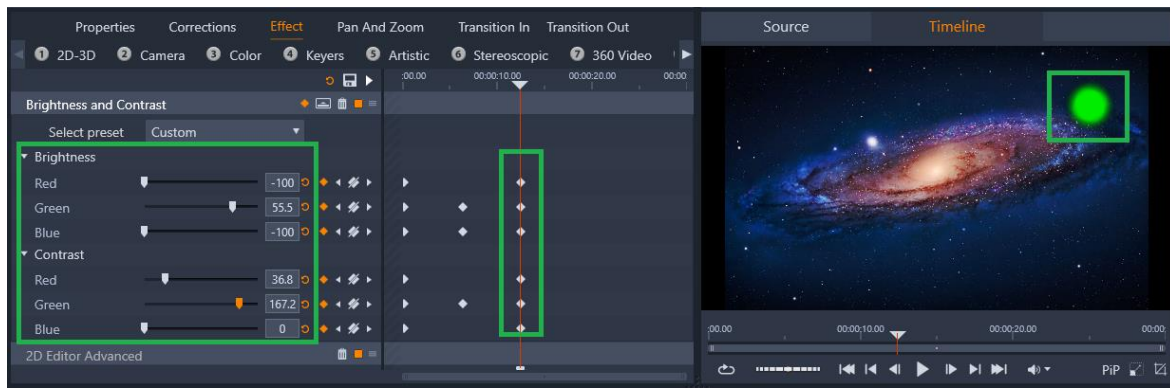 Properties Corrections Effect Pan And Zoom Transition In Transition Out
1 2D-3D 2 Camera 3 Color 4 Keyers 5 Artistic 6 Stereoscopic 7 360 Video
:00.00 00:00:10.00 00:00:20.00 00:00
Brightness and Contrast
Select preset Custom
Brightness
Red -100
Green 55.5
Blue -100
Contrast
Red 36.8
Green 167.2
Blue 0
2D Editor Advanced
Source Timeline
:00.00 00:00:10.00 00:00:20.00 00:00:
PiP